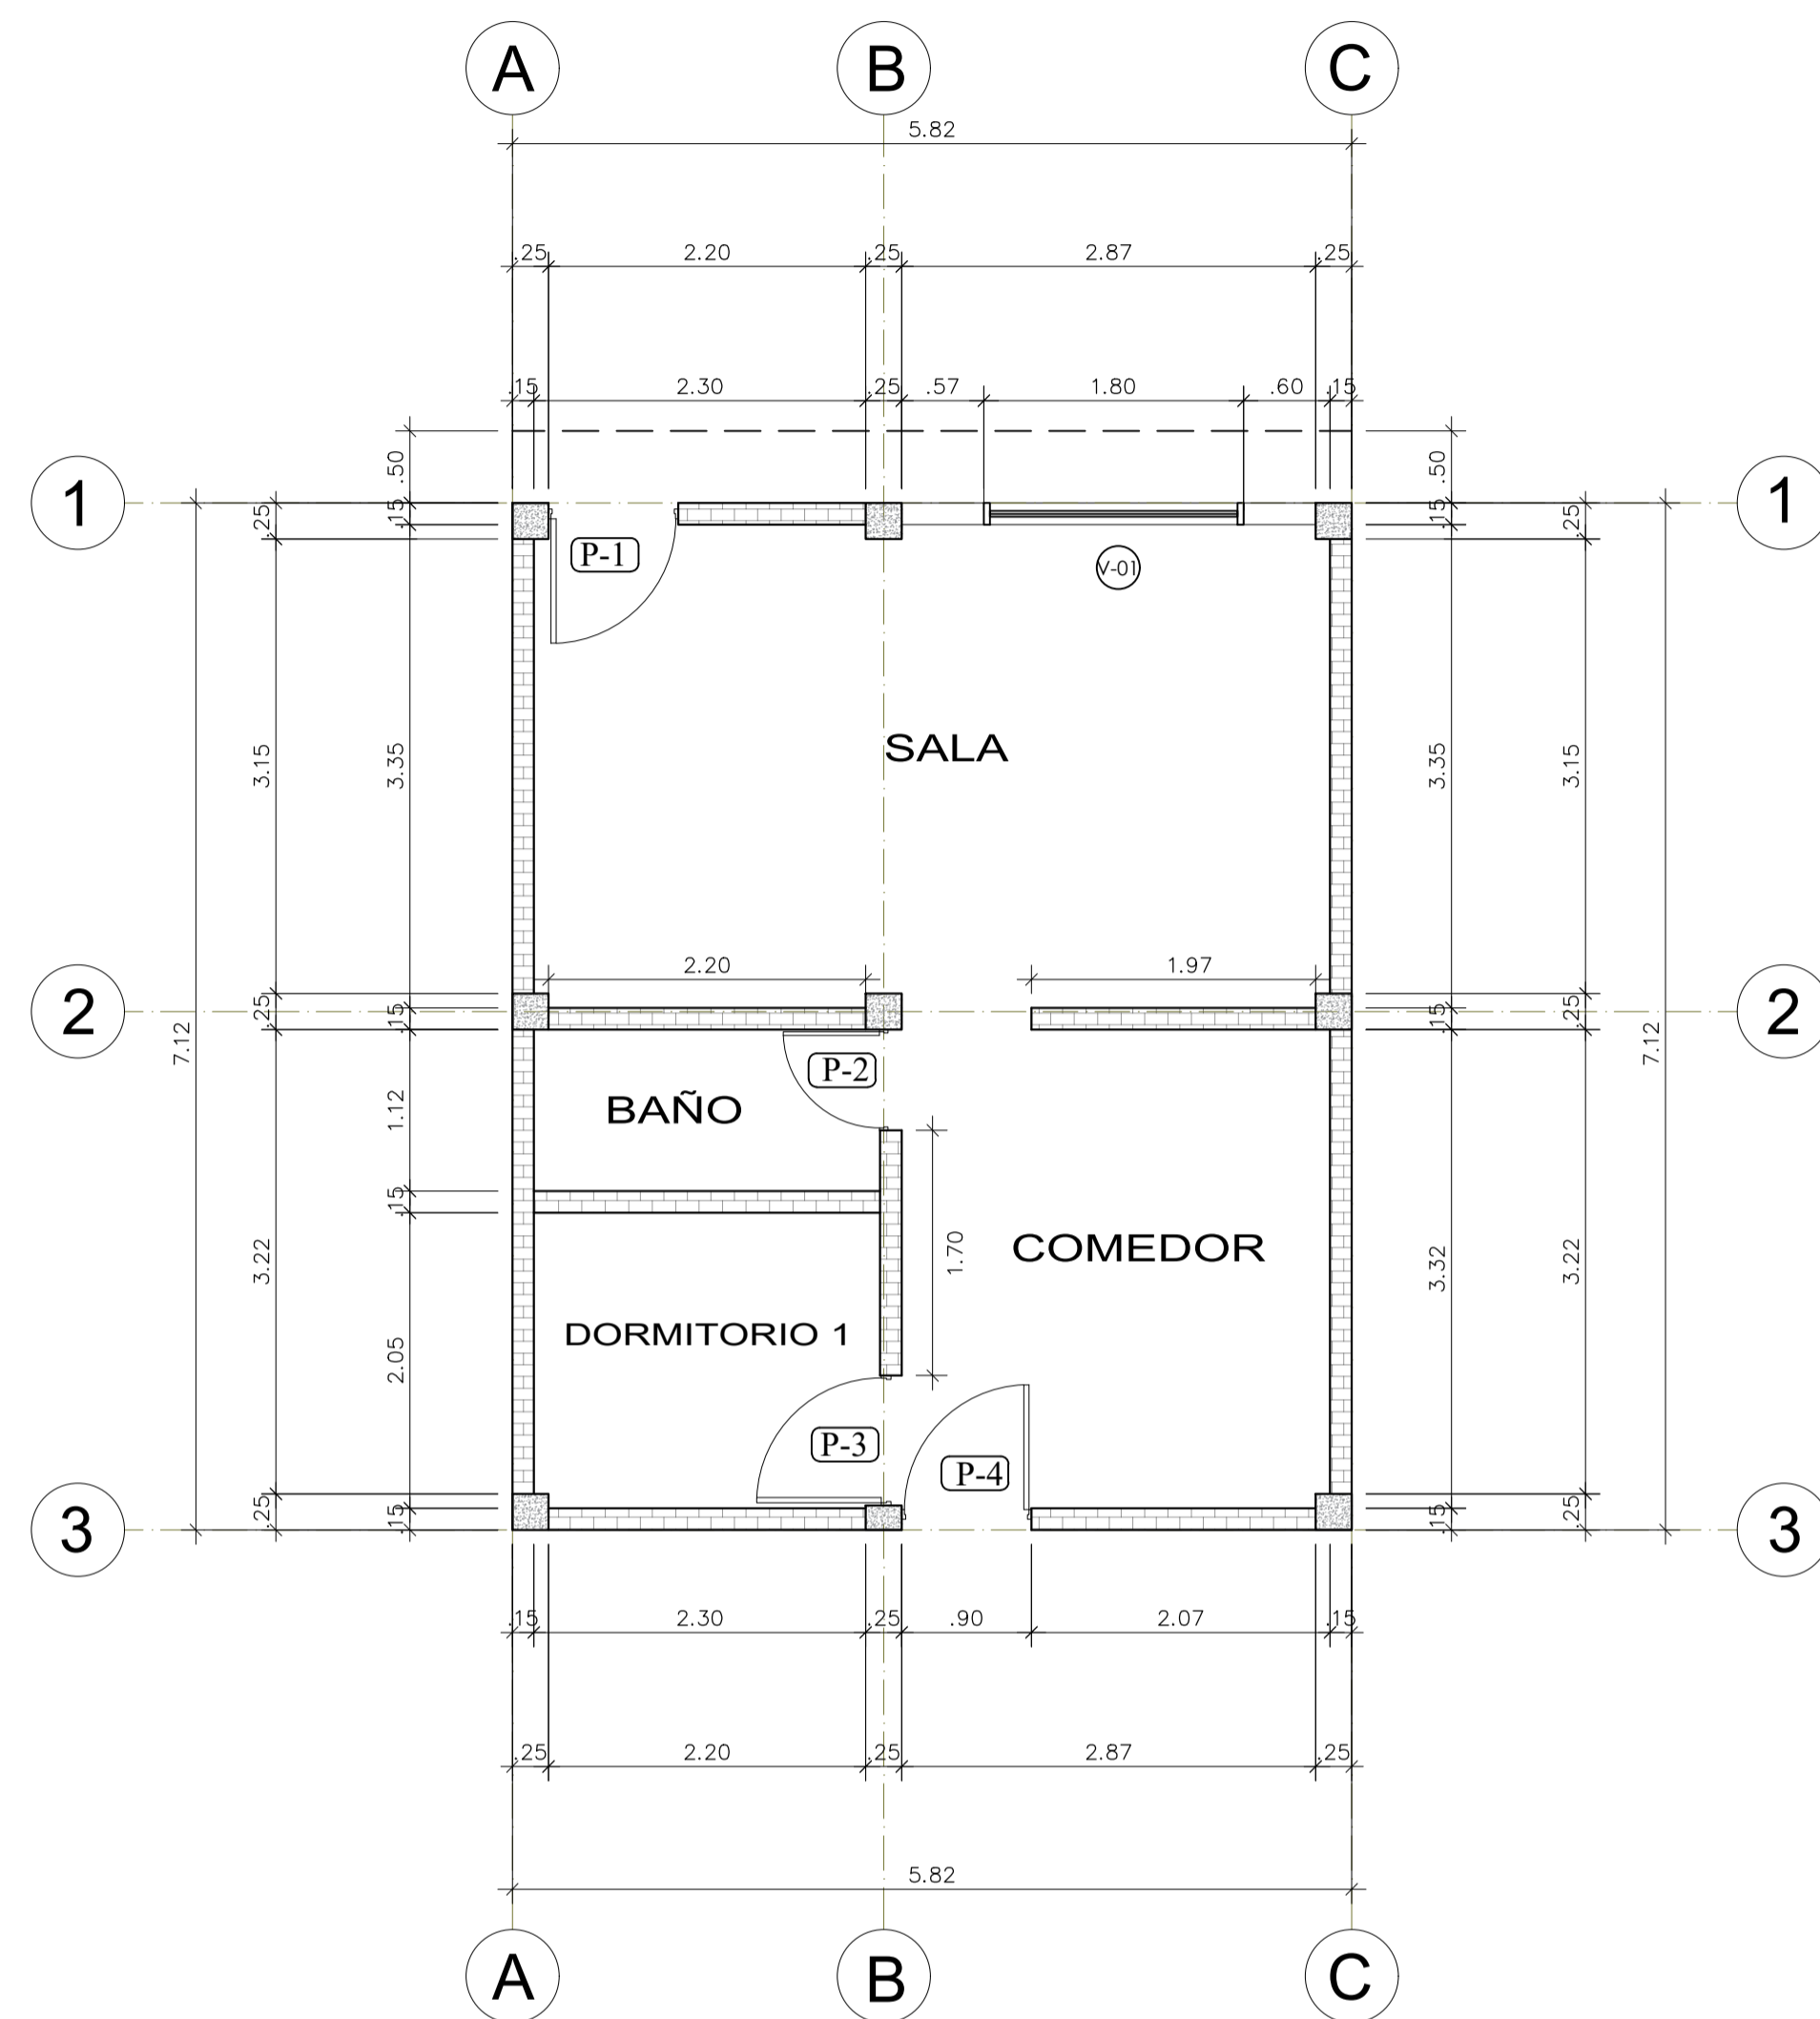 A B C
5.82
.25 2.20 .25 2.87 .25
.15 2.30 .25 .57 1.80 .60 .15
.50 .50
1 1
.25 .15 .15 .25
P-1
V-01
3.15 3.35 3.35 3.15
SALA
2.20 1.97
2 2
.25 .15 .15 .25
7.12 7.12
P-2
BAÑO
1.12
.15
COMEDOR
1.70
3.22 3.32 3.22
DORMITORIO 1
2.05
P-3
P-4
3 3
.25 .15 .15 .25
.15 2.30 .25 .90 2.07 .15
.25 2.20 .25 2.87 .25
5.82
A B C